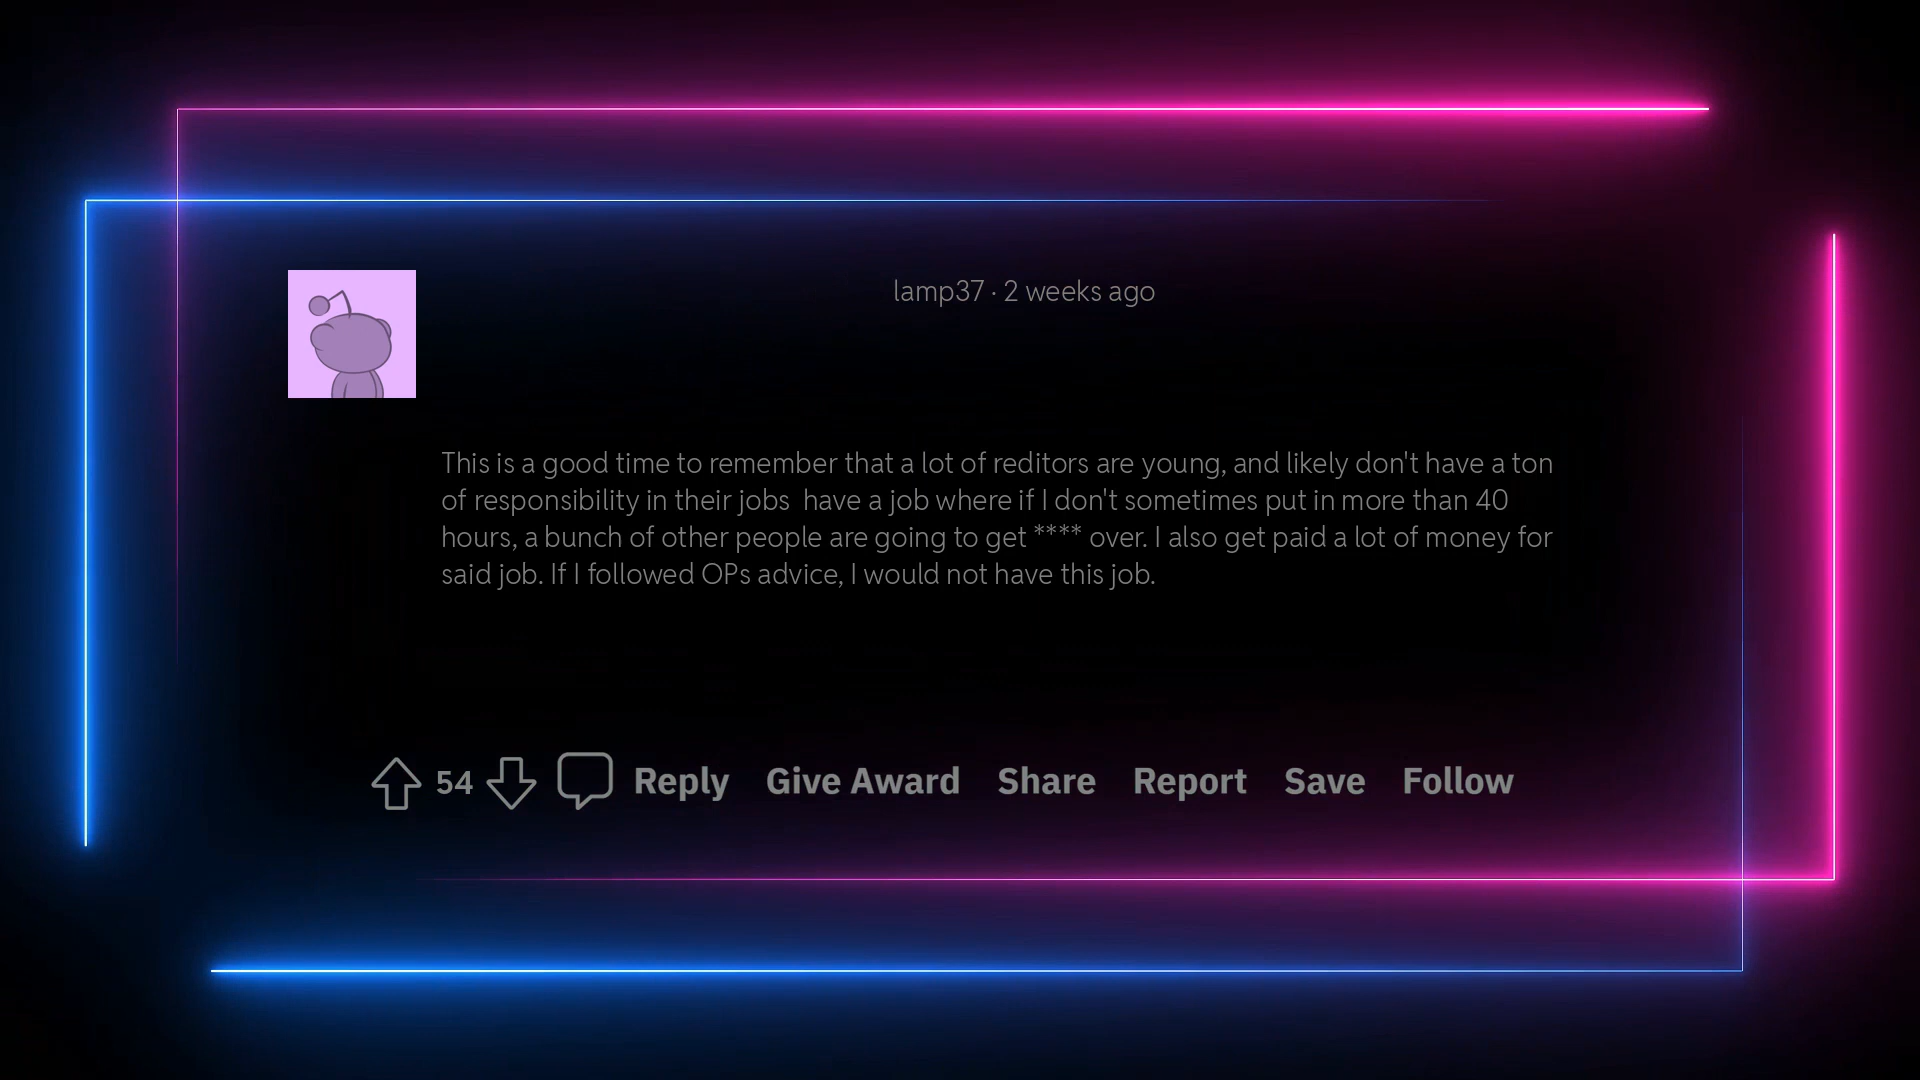 lamp37 · 2 weeks ago
This is a good time to remember that a lot of reditors are young, and likely don't have a ton
of responsibility in their jobs  have a job where if I don't sometimes put in more than 40
hours, a bunch of other people are going to get **** over. I also get paid a lot of money for
said job. If I followed OPs advice, I would not have this job.
54 Reply Give Award Share Report Save Follow